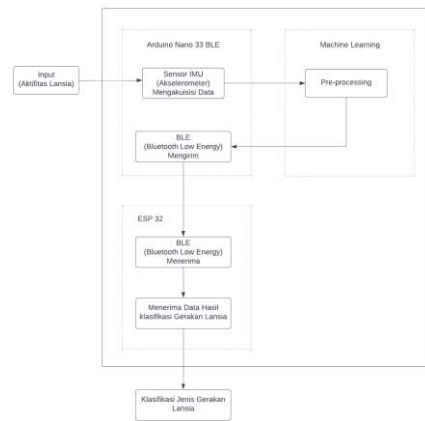 Arduino Nano 33 BLE
Machine Learning
Input
(Aktifitas Lansia)
Sensor IMU
(Akselerometer)
Mengakuisisi Data
Pre-processing
BLE
(Bluetooth Low Energy)
Mengirim
ESP 32
BLE
(Bluetooth Low Energy)
Menerima
Menerima Data Hasil
klasifikasi Gerakan Lansia
Klasifikasi Jenis Gerakan
Lansia